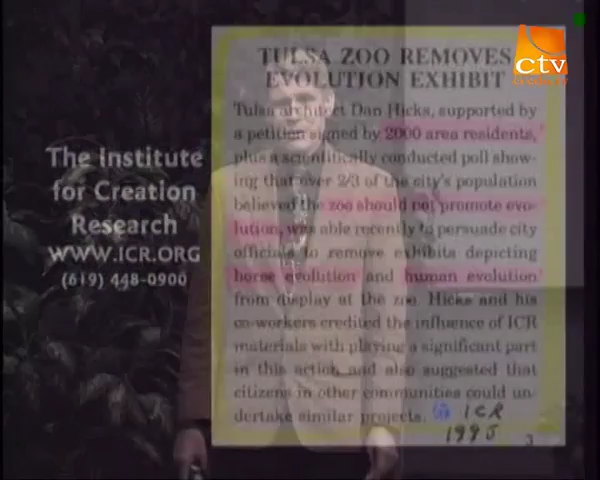 TULSA ZOO REMOVES
EVOLUTION EXHIBIT
Tulsa architect Dan Hicks, supported by
a petition signed by 2000 area residents,
plus a scientifically conducted poll show-
ing that over 2/3 of the city's population
believed the zoo should not promote evo-
lution, was able recently to persuade city
officials to remove exhibits depicting
horse evolution and human evolution
from display at the zoo. Hicks and his
co-workers credited the influence of ICR
materials with playing a significant part
in this action and also suggested that
citizens in other communities could un-
dertake similar projects.
ICR
1995
3
The Institute
for Creation
Research
WWW.ICR.ORG
(619) 448-0900
ctv